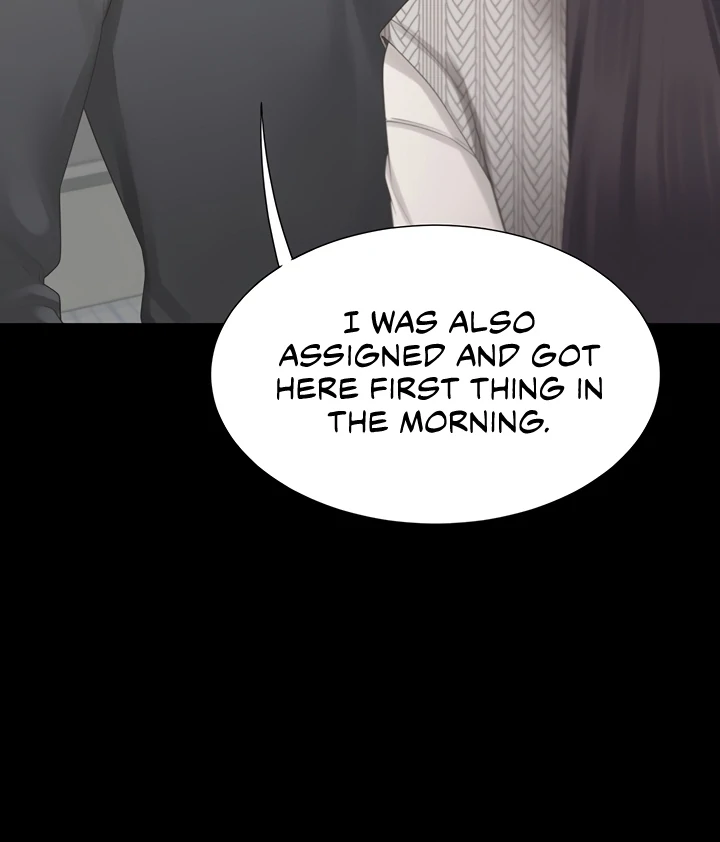 I WAS ALSO
ASSIGNED AND GOT
HERE FIRST THING IN
THE MORNING.